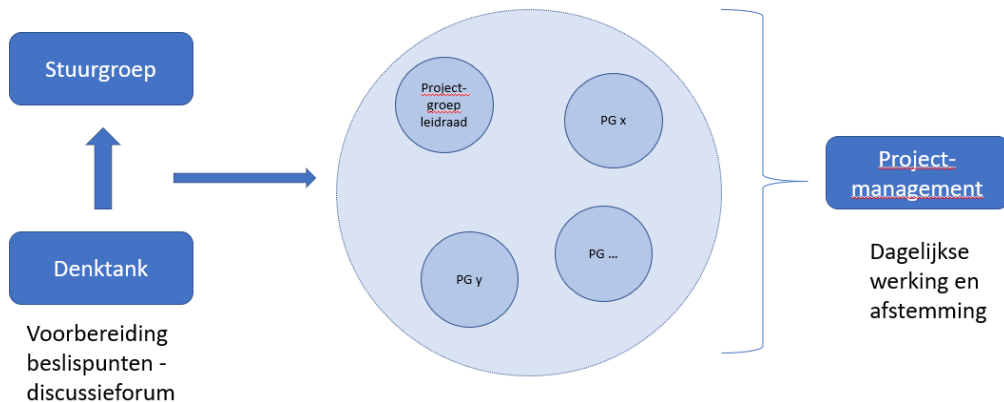 Stuurgroep
Denktank
Voorbereiding
beslispunten -
discussieforum
Project-
groep
leidraad
PG x
PG y
PG ...
Project-
management
Dagelijkse
werking en
afstemming